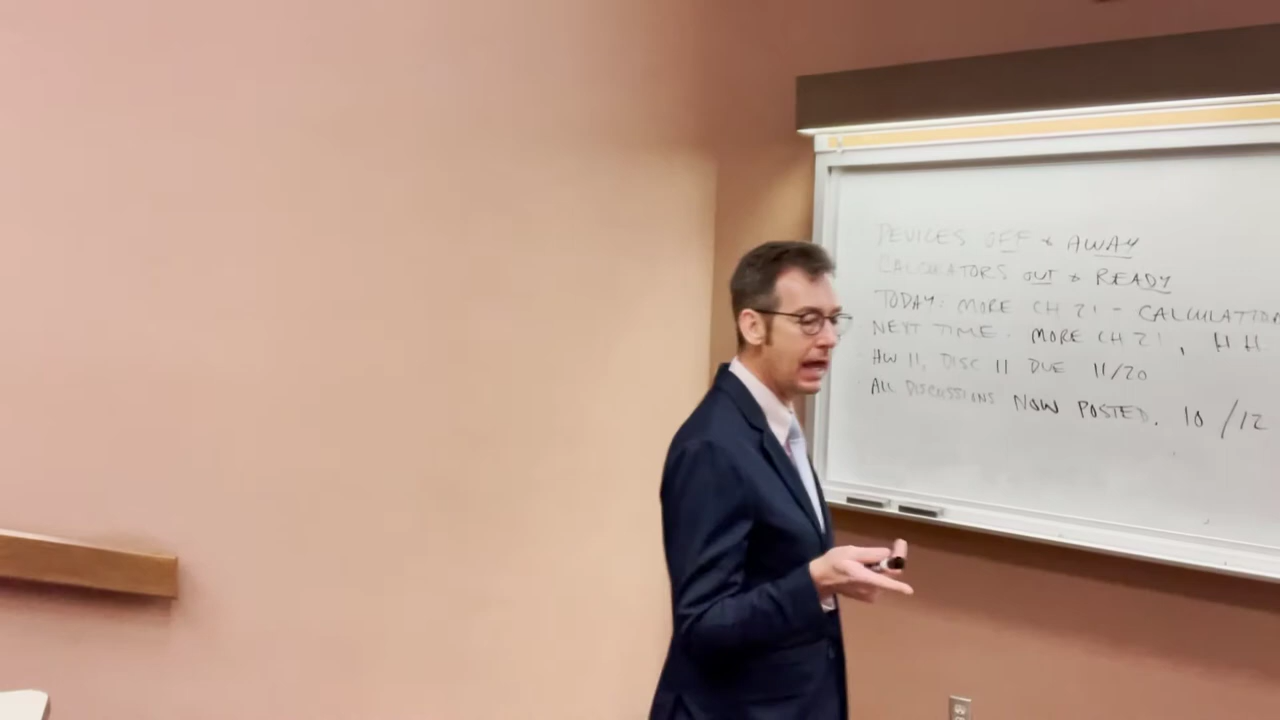 DEVICES OFF & AWAY
CALCULATORS OUT & READY
TODAY: MORE CH 21 - CALCULATION
NEXT TIME. MORE CH 21, HH
HW 11, DISC 11 DUE 11/20
ALL DISCUSSIONS NOW POSTED. 10/12